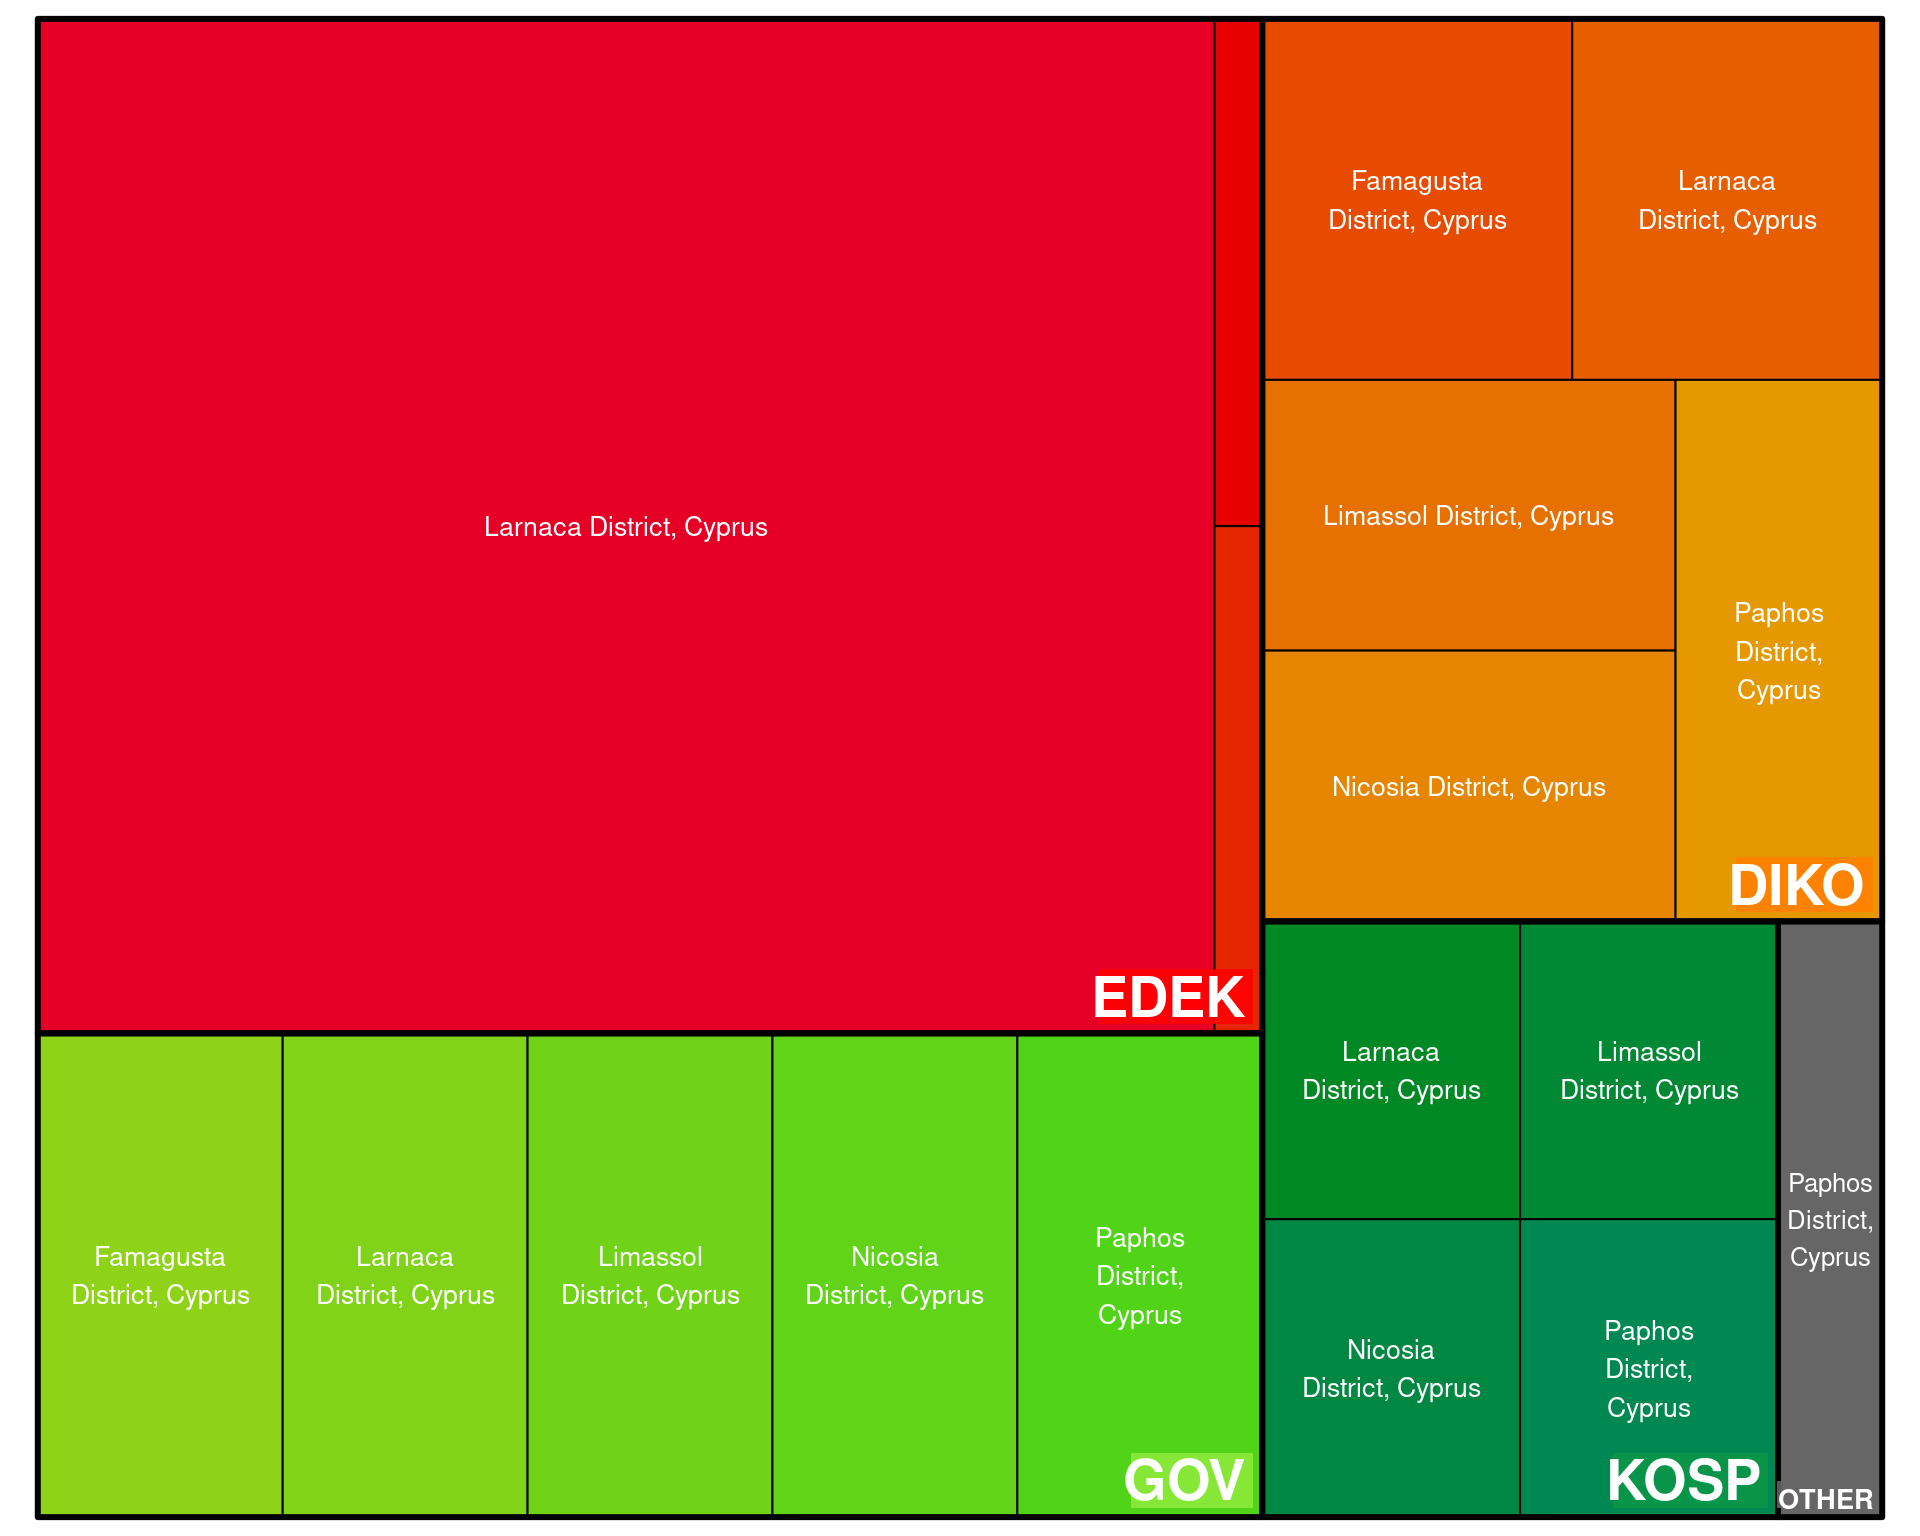 Larnaca District, Cyprus
EDEK
Famagusta
District, Cyprus
Larnaca
District, Cyprus
Limassol District, Cyprus
Nicosia District, Cyprus
Paphos
District,
Cyprus
DIKO
Famagusta
District, Cyprus
Larnaca
District, Cyprus
Limassol
District, Cyprus
Nicosia
District, Cyprus
Paphos
District,
Cyprus
GOV
Larnaca
District, Cyprus
Limassol
District, Cyprus
Nicosia
District, Cyprus
Paphos
District,
Cyprus
KOSP
Paphos
District,
Cyprus
OTHER